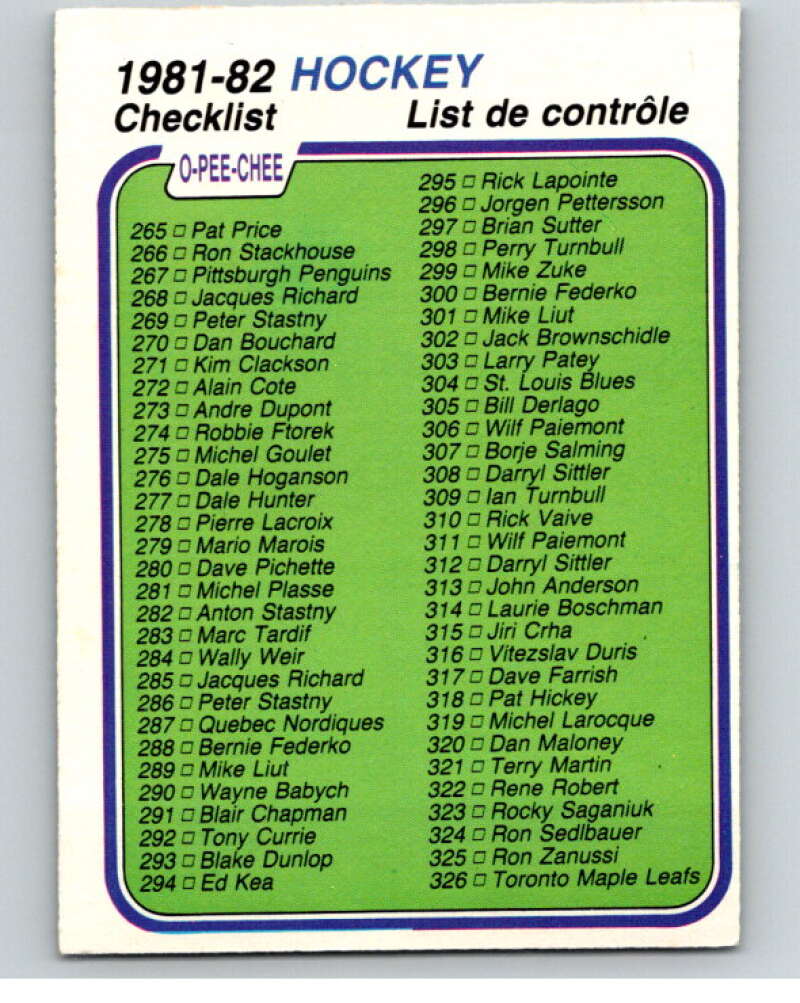 1981-82 HOCKEY
Checklist List de contrôle
O-PEE-CHEE
265 □ Pat Price
266 □ Ron Stackhouse
267 □ Pittsburgh Penguins
268 □ Jacques Richard
269 □ Peter Stastny
270 □ Dan Bouchard
271 □ Kim Clackson
272 □ Alain Cote
273 □ Andre Dupont
274 □ Robbie Ftorek
275 □ Michel Goulet
276 □ Dale Hoganson
277 □ Dale Hunter
278 □ Pierre Lacroix
279 □ Mario Marois
280 □ Dave Pichette
281 □ Michel Plasse
282 □ Anton Stastny
283 □ Marc Tardif
284 □ Wally Weir
285 □ Jacques Richard
286 □ Peter Stastny
287 □ Quebec Nordiques
288 □ Bernie Federko
289 □ Mike Liut
290 □ Wayne Babych
291 □ Blair Chapman
292 □ Tony Currie
293 □ Blake Dunlop
294 □ Ed Kea
295 □ Rick Lapointe
296 □ Jorgen Pettersson
297 □ Brian Sutter
298 □ Perry Turnbull
299 □ Mike Zuke
300 □ Bernie Federko
301 □ Mike Liut
302 □ Jack Brownschidle
303 □ Larry Patey
304 □ St. Louis Blues
305 □ Bill Derlago
306 □ Wilf Paiemont
307 □ Borje Salming
308 □ Darryl Sittler
309 □ Ian Turnbull
310 □ Rick Vaive
311 □ Wilf Paiemont
312 □ Darryl Sittler
313 □ John Anderson
314 □ Laurie Boschman
315 □ Jiri Crha
316 □ Vitezslav Duris
317 □ Dave Farrish
318 □ Pat Hickey
319 □ Michel Larocque
320 □ Dan Maloney
321 □ Terry Martin
322 □ Rene Robert
323 □ Rocky Saganiuk
324 □ Ron Sedlbauer
325 □ Ron Zanussi
326 □ Toronto Maple Leafs